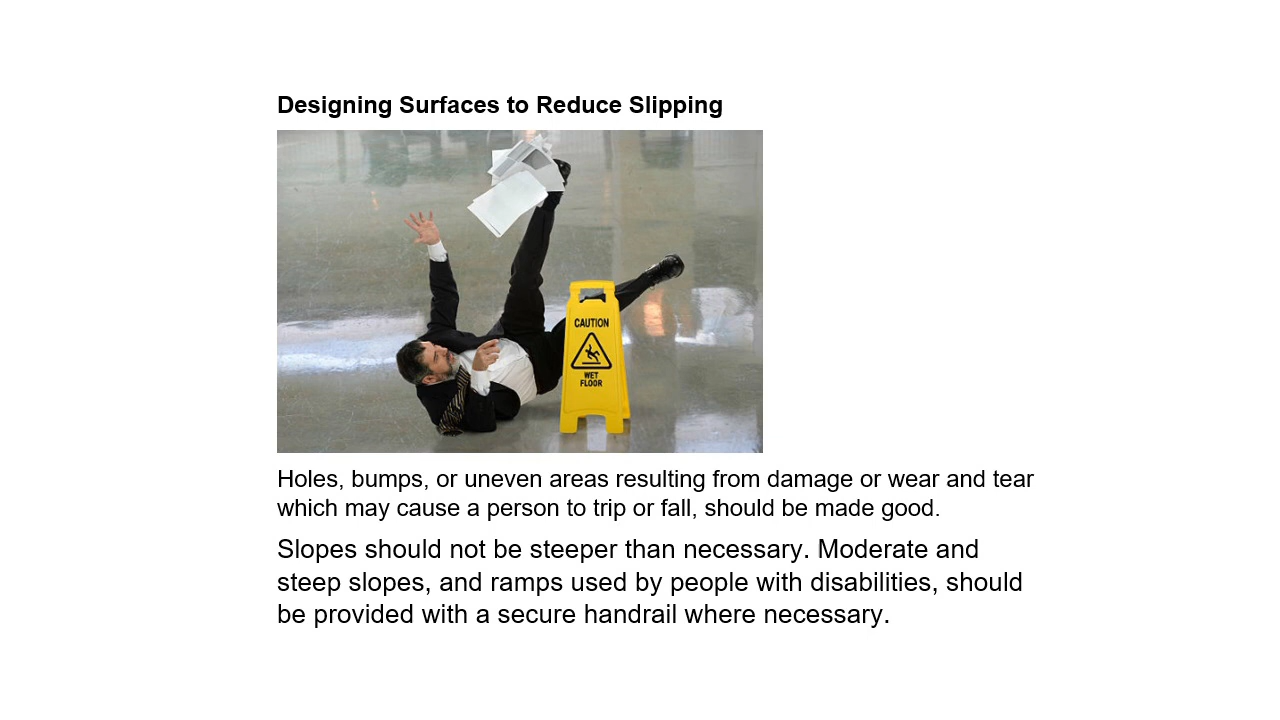 Designing Surfaces to Reduce Slipping
CAUTION
WET
FLOOR
Holes, bumps, or uneven areas resulting from damage or wear and tear
which may cause a person to trip or fall, should be made good.
Slopes should not be steeper than necessary. Moderate and
steep slopes, and ramps used by people with disabilities, should
be provided with a secure handrail where necessary.